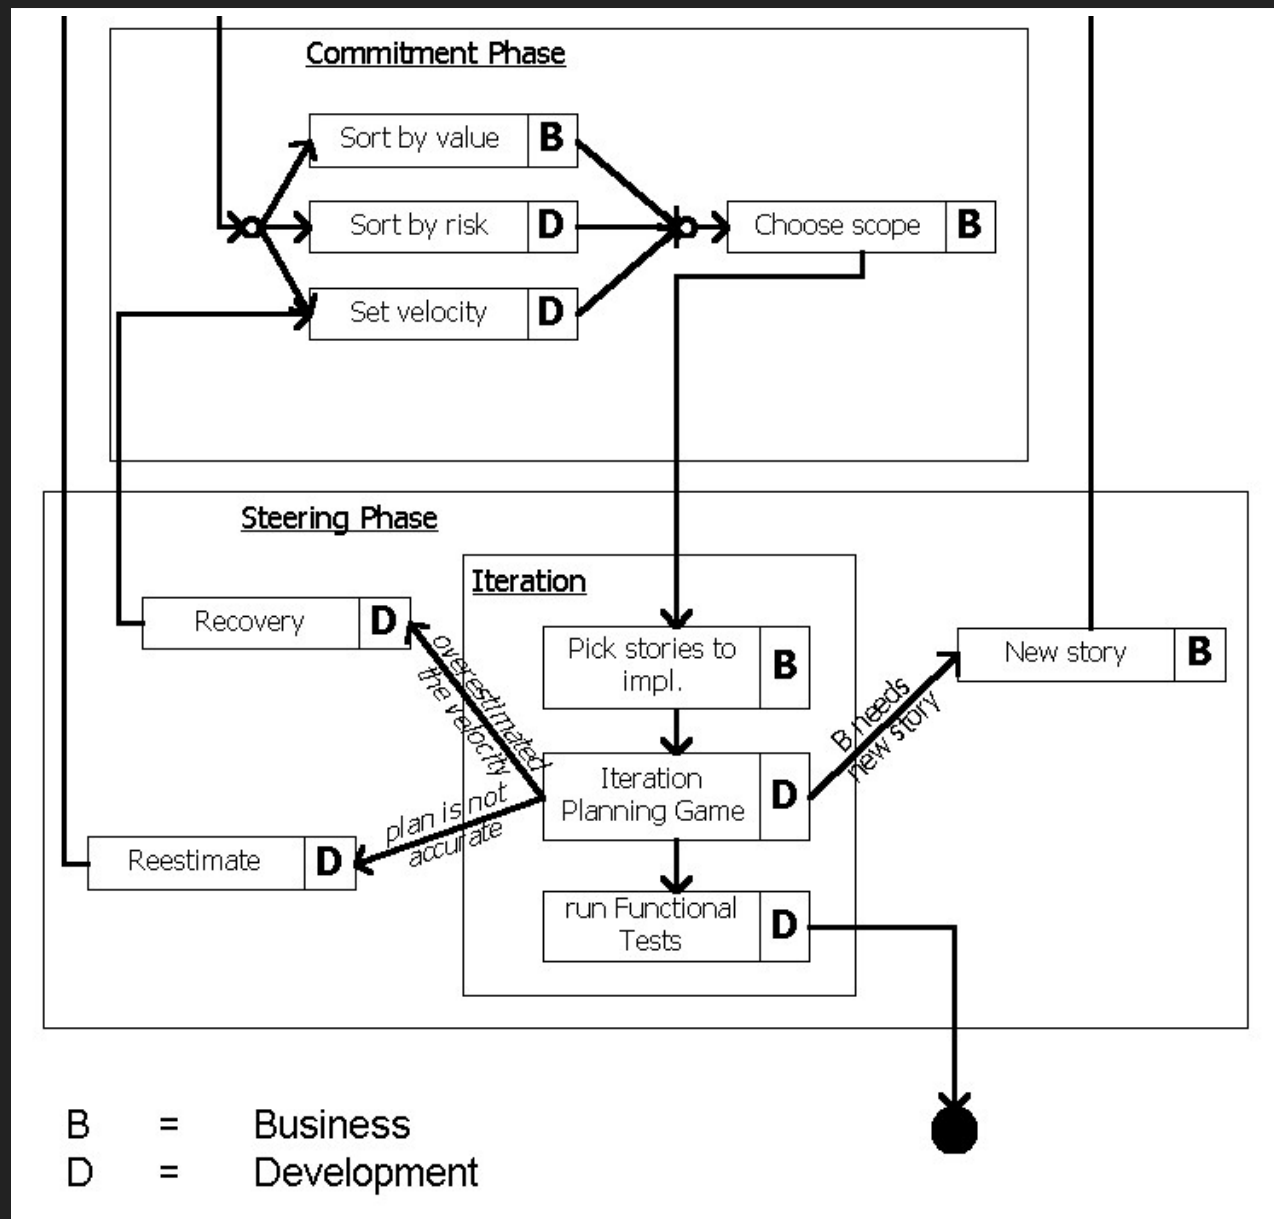 Commitment Phase
Sort by value B
Sort by risk D
Choose scope B
Set velocity D
Steering Phase
Iteration
Recovery D
overestimated
the velocity
Pick stories to
impl.
B
New story B
B needs
new story
Iteration
Planning Game
D
plan is not
accurate
Reestimate D
run Functional
Tests
D
B = Business
D = Development